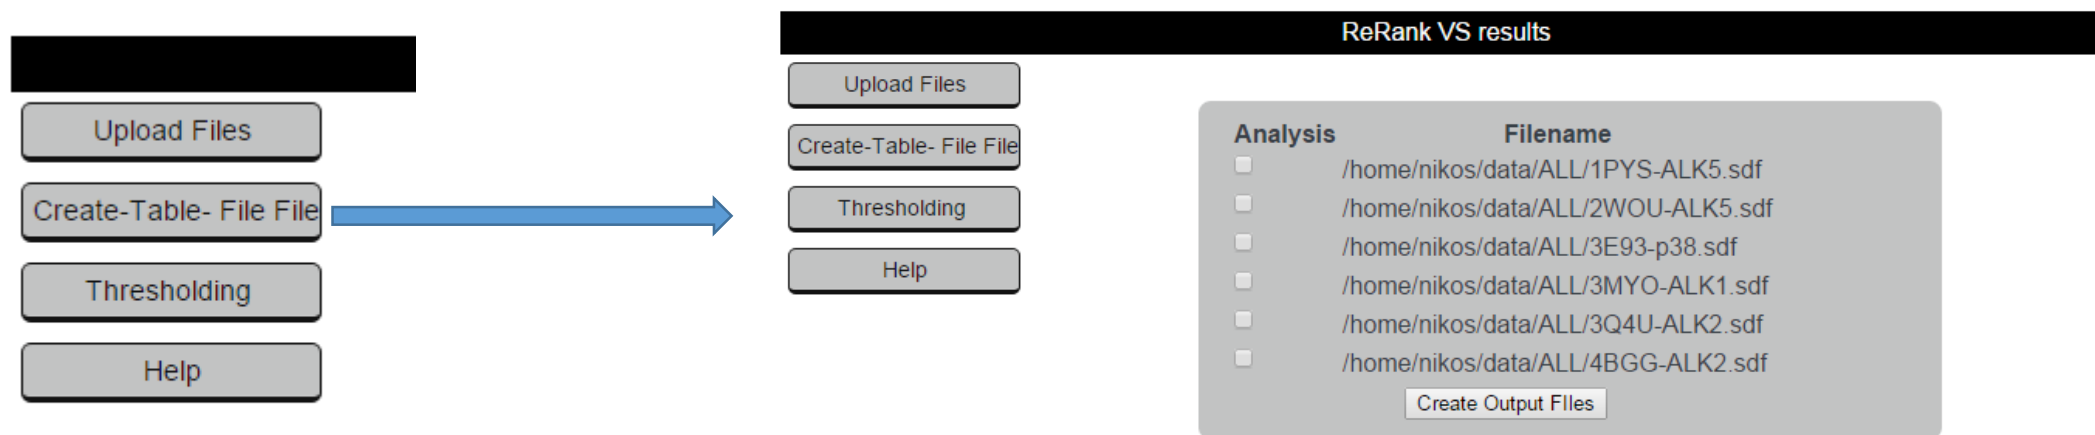 Upload Files
Create-Table- File File
Thresholding
Help
ReRank VS results
Upload Files
Create-Table- File File
Thresholding
Help
Analysis Filename
/home/nikos/data/ALL/1PYS-ALK5.sdf
/home/nikos/data/ALL/2WOU-ALK5.sdf
/home/nikos/data/ALL/3E93-p38.sdf
/home/nikos/data/ALL/3MYO-ALK1.sdf
/home/nikos/data/ALL/3Q4U-ALK2.sdf
/home/nikos/data/ALL/4BGG-ALK2.sdf
Create Output FIles